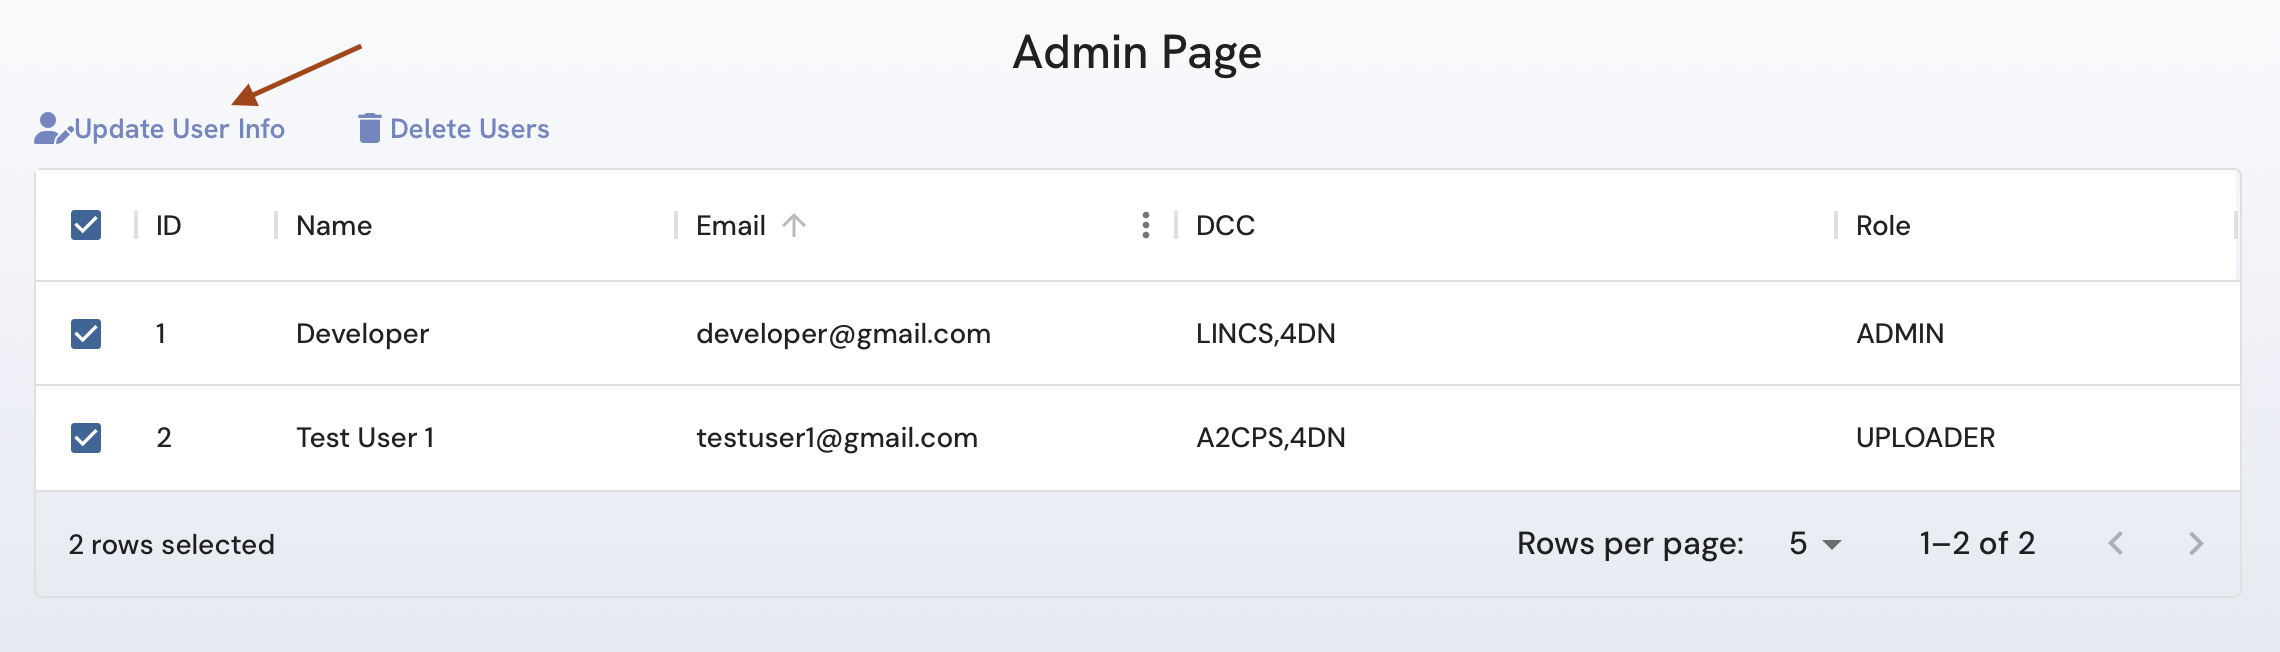 Admin Page
Update User Info Delete Users
ID Name Email DCC Role
1 Developer developer@gmail.com LINCS,4DN ADMIN
2 Test User 1 testuser1@gmail.com A2CPS,4DN UPLOADER
2 rows selected Rows per page: 5 1–2 of 2